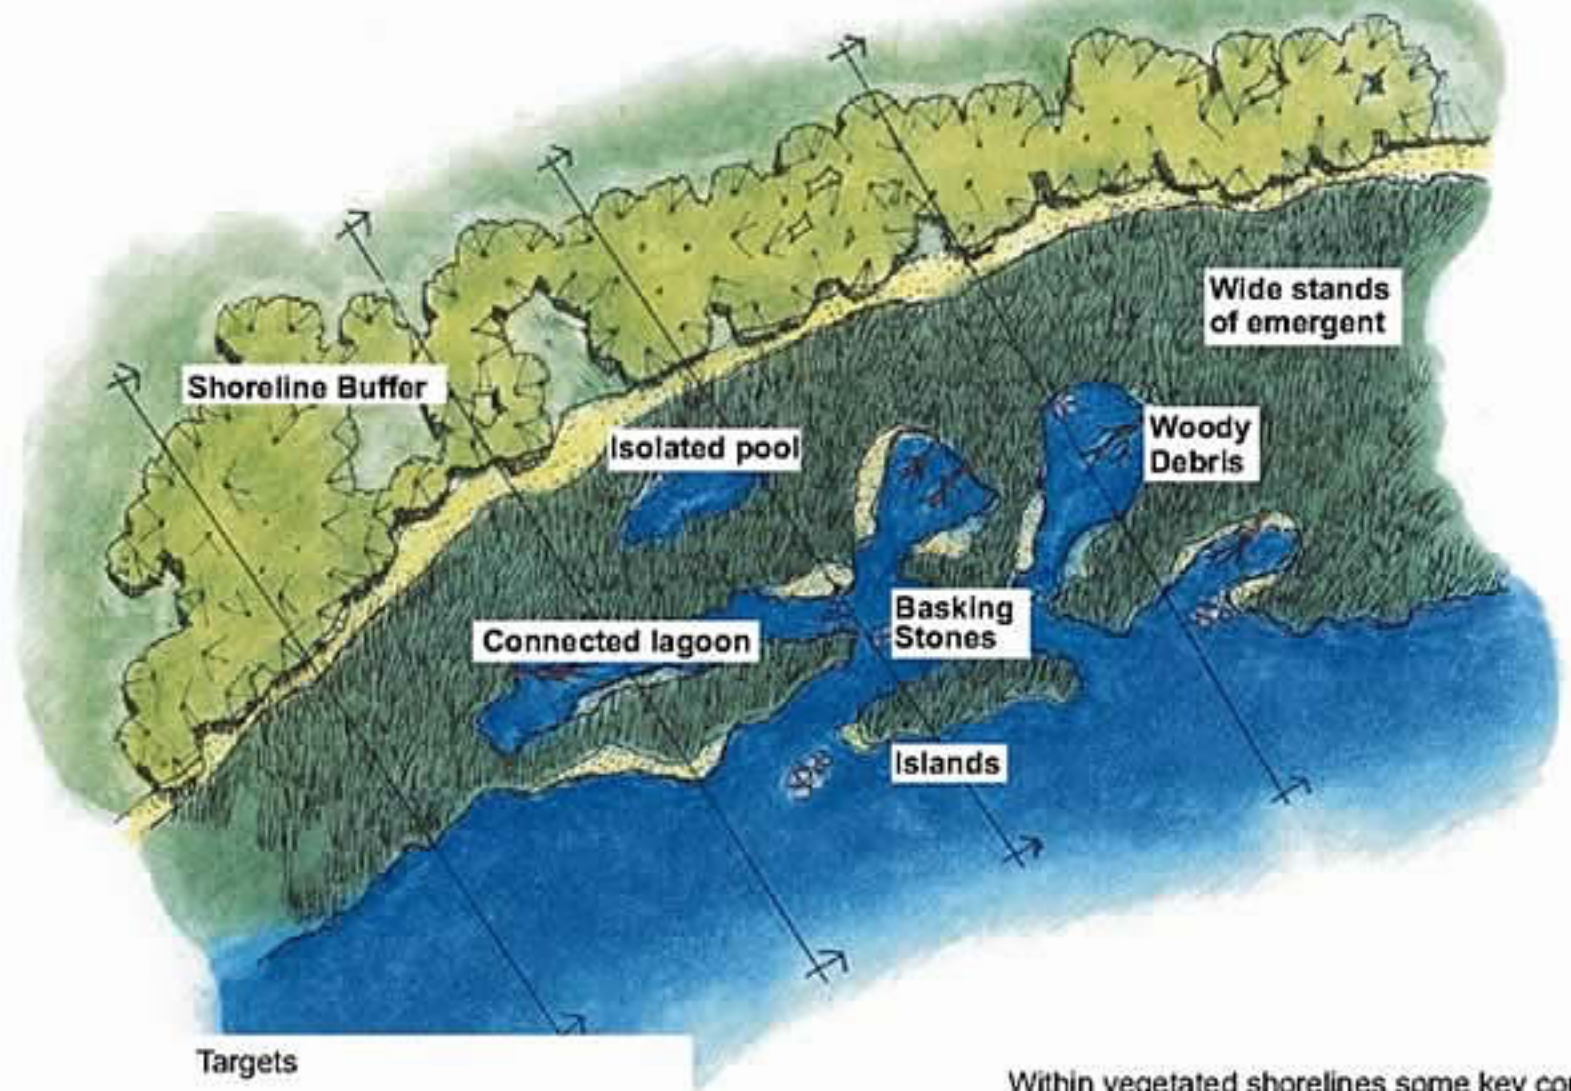 Wide stands
of emergent
Shoreline Buffer
Isolated pool
Woody
Debris
Basking
Stones
Connected lagoon
Islands
Targets
Within vegetated shorelines some key